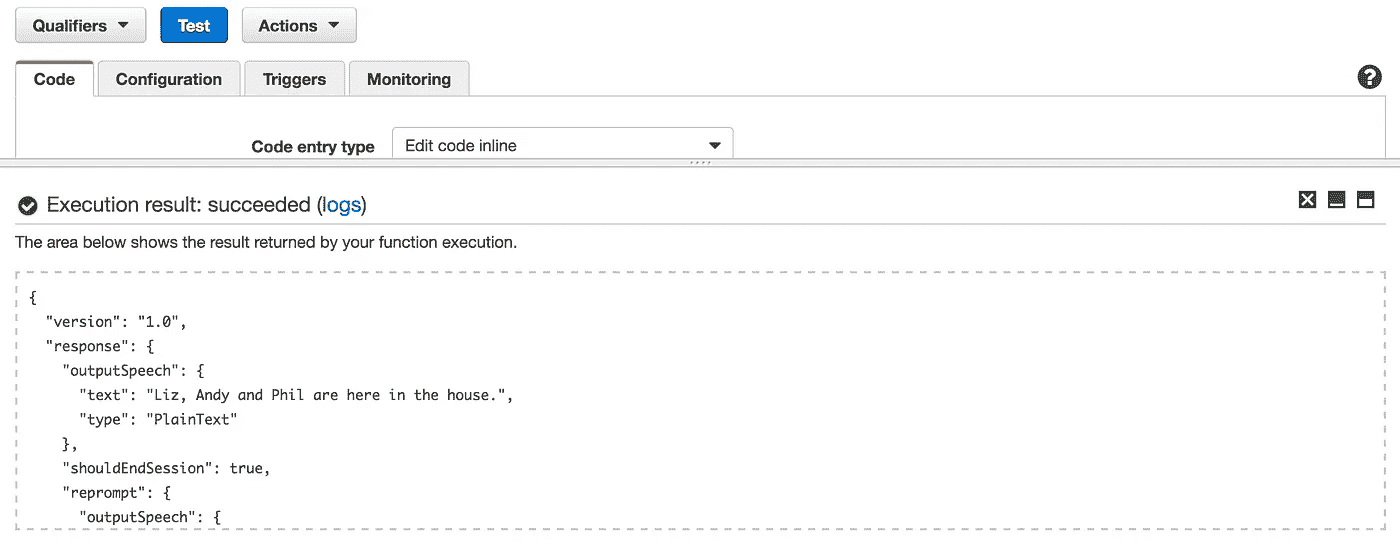 Qualifiers Test Actions
Code Configuration Triggers Monitoring
Code entry type Edit code inline
Execution result: succeeded (logs)
The area below shows the result returned by your function execution.
{
  "version": "1.0",
  "response": {
    "outputSpeech": {
      "text": "Liz, Andy and Phil are here in the house.",
      "type": "PlainText"
    },
    "shouldEndSession": true,
    "reprompt": {
      "outputSpeech": {